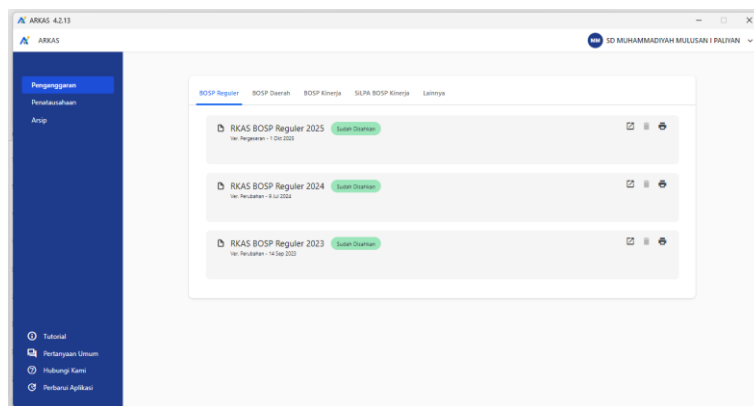 ARKAS 4.2.13
ARKAS
MM SD MUHAMMADIYAH MULUSAN I PALIYAN
Penganggaran
Penatausahaan
Arsip
BOSP Reguler BOSP Daerah BOSP Kinerja SiLPA BOSP Kinerja Lainnya
RKAS BOSP Reguler 2025 Sudah Disahkan
Ver. Pergeseran - 1 Okt 2025
RKAS BOSP Reguler 2024 Sudah Disahkan
Ver. Perubahan - 9 Jul 2024
RKAS BOSP Reguler 2023 Sudah Disahkan
Ver. Perubahan - 14 Sep 2023
Tutorial
Pertanyaan Umum
Hubungi Kami
Perbarui Aplikasi